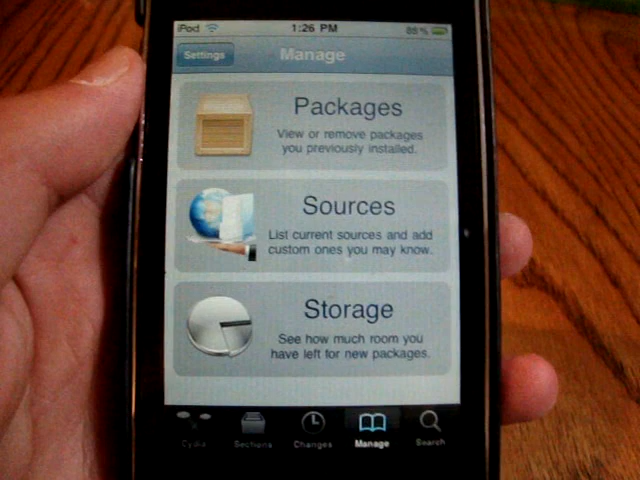 iPod 1:26 PM 88%
Settings Manage
Packages
View or remove packages
you previously installed.
Sources
List current sources and add
custom ones you may know.
Storage
See how much room you
have left for new packages.
Cydia Sections Changes Manage Search